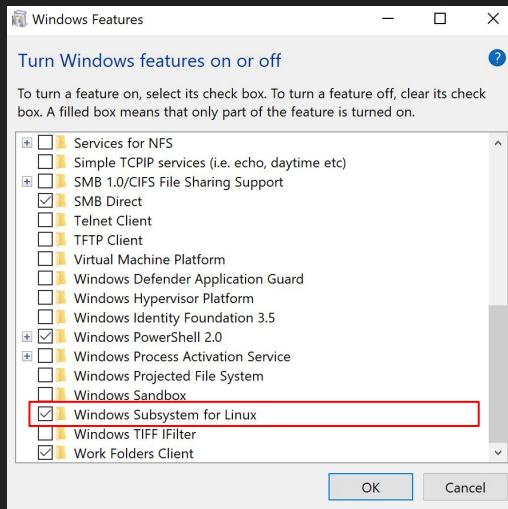 Windows Features
Turn Windows features on or off
To turn a feature on, select its check box. To turn a feature off, clear its check
box. A filled box means that only part of the feature is turned on.
Services for NFS
Simple TCPIP services (i.e. echo, daytime etc)
SMB 1.0/CIFS File Sharing Support
SMB Direct
Telnet Client
TFTP Client
Virtual Machine Platform
Windows Defender Application Guard
Windows Hypervisor Platform
Windows Identity Foundation 3.5
Windows PowerShell 2.0
Windows Process Activation Service
Windows Projected File System
Windows Sandbox
Windows Subsystem for Linux
Windows TIFF IFilter
Work Folders Client
OK
Cancel